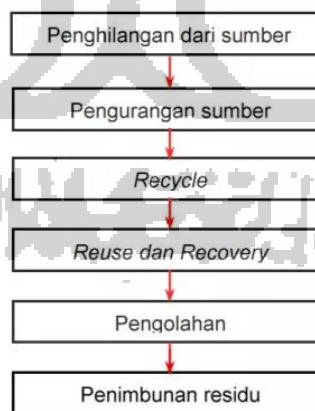 Penghilangan dari sumber
Pengurangan sumber
Recycle
Reuse dan Recovery
Pengolahan
Penimbunan residu